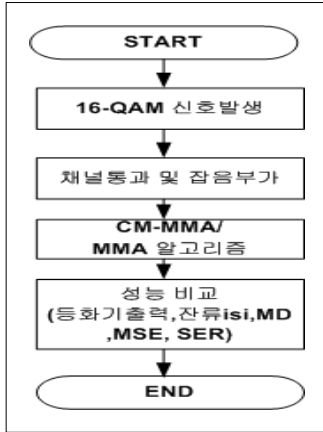 START
16-QAM 신호발생
채널통과 및 잡음부가
CM-MMA/
MMA 알고리즘
성능 비교
(등화기출력,잔류isi,MD
,MSE, SER)
END